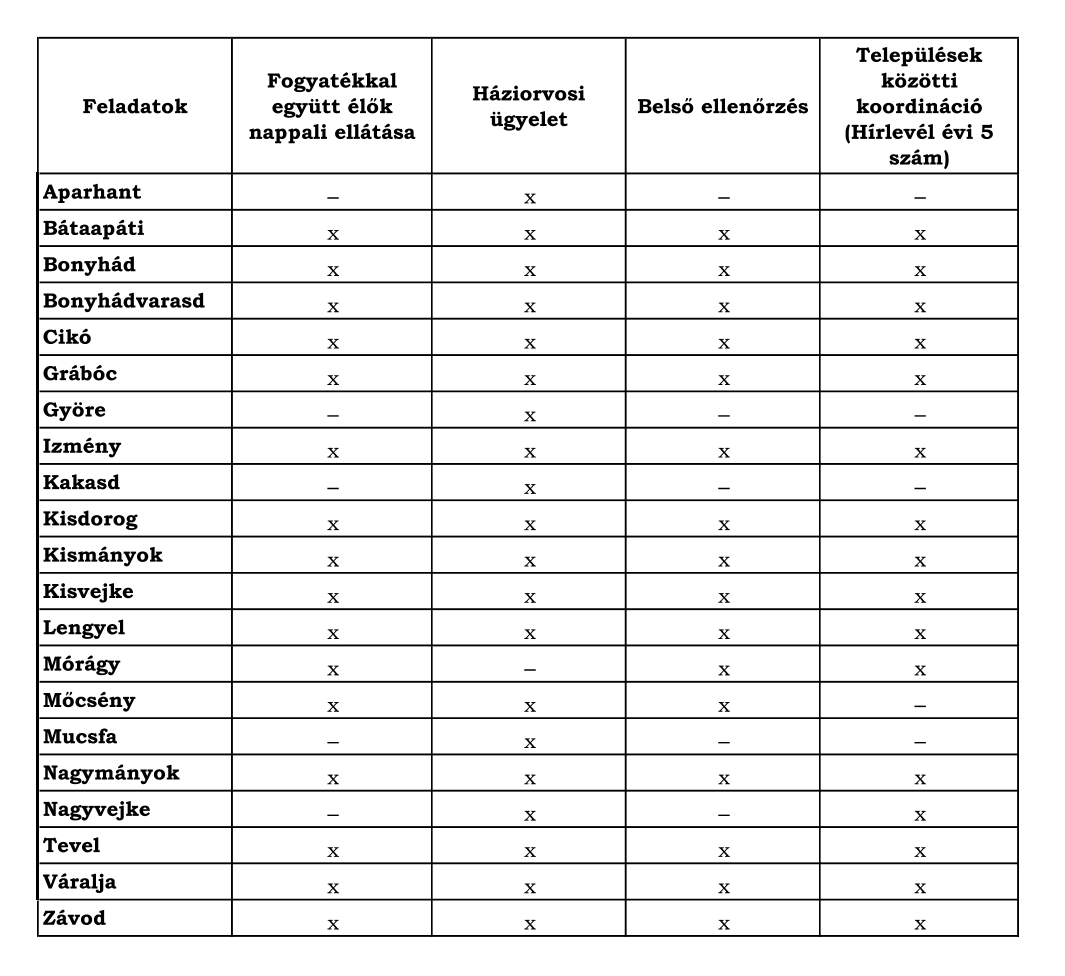 Feladatok
Fogyatékkal
együtt élők
nappali ellátása
Háziorvosi
ügyelet
Belső ellenőrzés
Települések
közötti
koordináció
(Hírlevél évi 5
szám)
Aparhant – x – –
Bátaapáti x x x x
Bonyhád x x x x
Bonyhádvarasd x x x x
Cikó x x x x
Grábóc x x x x
Györe – x – –
Izmény x x x x
Kakasd – x – –
Kisdorog x x x x
Kismányok x x x x
Kisvejke x x x x
Lengyel x x x x
Mórágy x – x x
Mőcsény x x x –
Mucsfa – x – –
Nagymányok x x x x
Nagyvejke – x – x
Tevel x x x x
Váralja x x x x
Závod x x x x